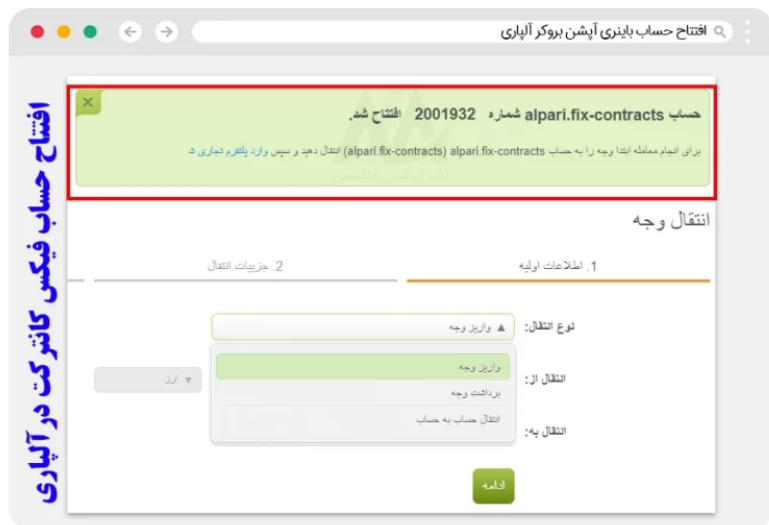 افتتاح حساب باینری آپشن بروکر آلپاری
افتتاح حساب فیکس کانترکت در آلپاری
حساب alpari.fix-contracts شماره 2001932 افتتاح شد.
برای انجام معامله ابتدا وجه را به حساب alpari.fix-contracts (alpari.fix-contracts) انتقال دهید و سپس وارد پلتفرم تجاری
انتقال وجه
1. اطلاعات اولیه
2. جزییات انتقال
نوع انتقال: واریز وجه
واریز وجه
انتقال از: ارز
برداشت وجه
انتقال حساب به حساب
انتقال به:
ادامه